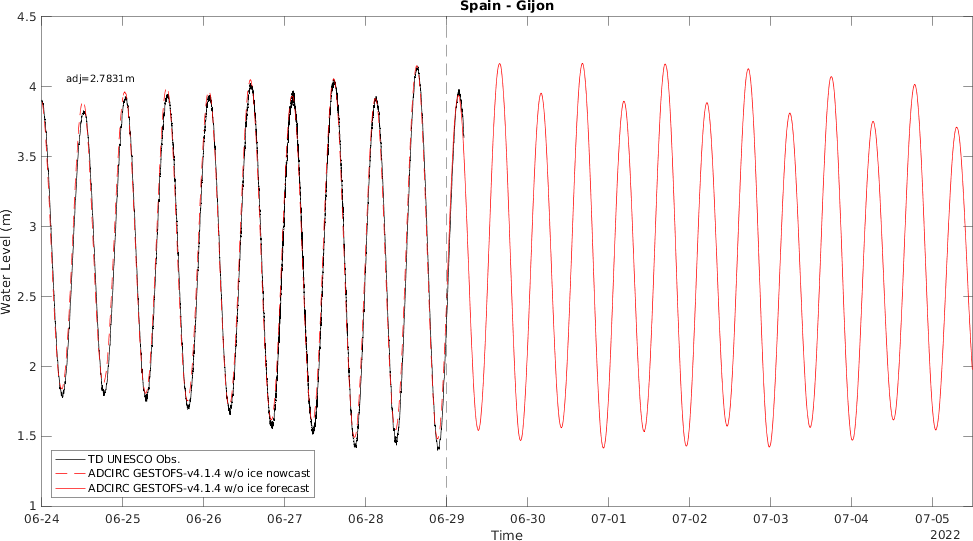 Spain - Gijon
4.5
4
3.5
3
2.5
2
1.5
1
Water Level (m)
adj=2.7831m
TD UNESCO Obs.
ADCIRC GESTOFS-v4.1.4 w/o ice nowcast
ADCIRC GESTOFS-v4.1.4 w/o ice forecast
06-24 06-25 06-26 06-27 06-28 06-29 06-30 07-01 07-02 07-03 07-04 07-05
Time
2022